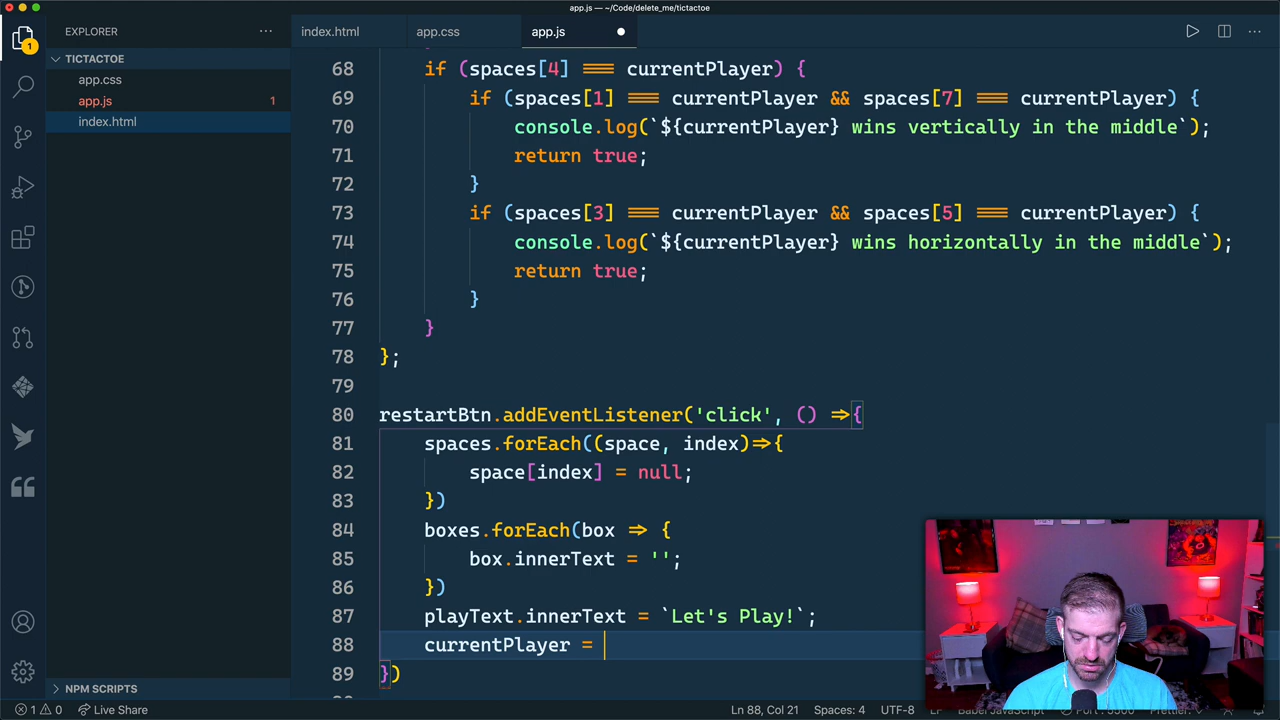 app.js — ~/Code/delete_me/tictactoe
EXPLORER
index.html
app.css
app.js
TICTACTOE
app.css
app.js 1
index.html
1
68 if (spaces[4] === currentPlayer) {
69 if (spaces[1] === currentPlayer && spaces[7] === currentPlayer) {
70 console.log(`${currentPlayer} wins vertically in the middle`);
71 return true;
72 }
73 if (spaces[3] === currentPlayer && spaces[5] === currentPlayer) {
74 console.log(`${currentPlayer} wins horizontally in the middle`);
75 return true;
76 }
77 }
78 };
79
80 restartBtn.addEventListener('click', () =>{
81 spaces.forEach((space, index)=>{
82 space[index] = null;
83 })
84 boxes.forEach(box => {
85 box.innerText = '';
86 })
87 playText.innerText = `Let's Play!`;
88 currentPlayer =
89 })
NPM SCRIPTS
1 0 Live Share
Ln 88, Col 21 Spaces: 4 UTF-8